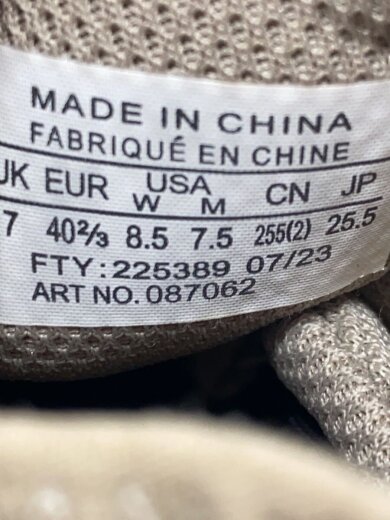 MADE IN CHINA
FABRIQUÉ EN CHINE
UK EUR USA W M CN JP
7 40⅔ 8.5 7.5 255(2) 25.5
FTY: 225389 07/23
ART NO. 087062